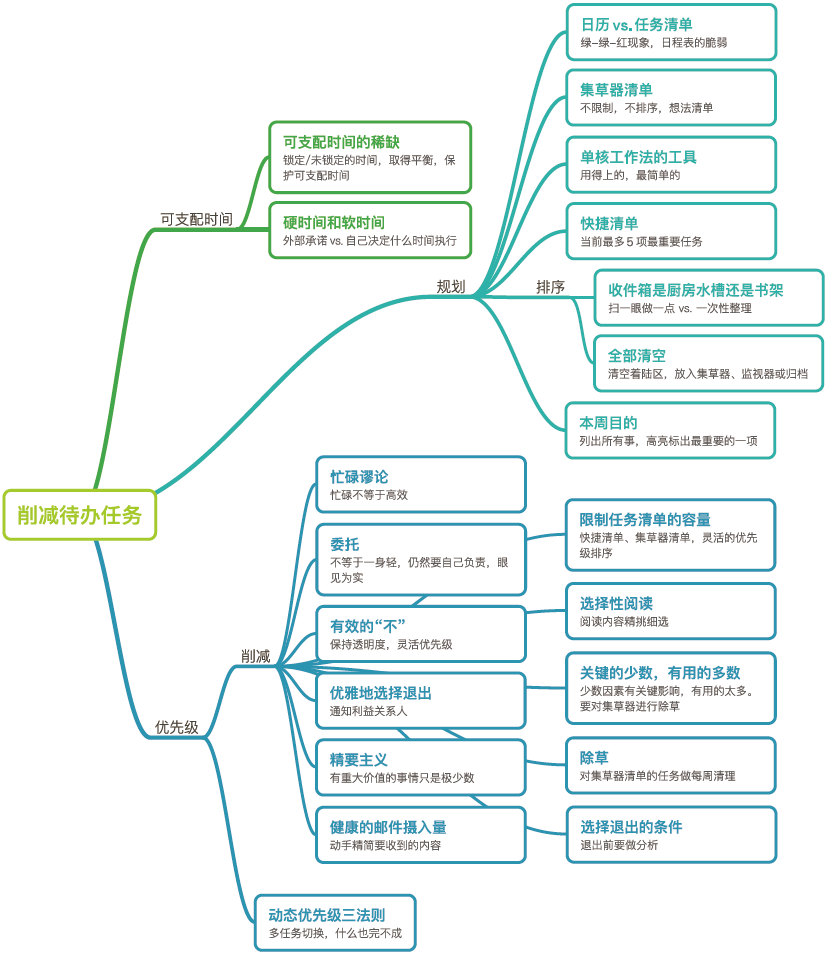 削减待办任务
可支配时间
可支配时间的稀缺
锁定/未锁定的时间，取得平衡，保
护可支配时间
硬时间和软时间
外部承诺 vs. 自己决定什么时间执行
规划
日历 vs. 任务清单
绿–绿–红现象，日程表的脆弱
集草器清单
不限制，不排序，想法清单
单核工作法的工具
用得上的，最简单的
快捷清单
当前最多 5 项最重要任务
排序
收件箱是厨房水槽还是书架
扫一眼做一点 vs. 一次性整理
全部清空
清空着陆区，放入集草器、监视器或归档
本周目的
列出所有事，高亮标出最重要的一项
优先级
削减
忙碌谬论
忙碌不等于高效
委托
不等于一身轻，仍然要自己负责，眼
见为实
有效的“不”
保持透明度，灵活优先级
优雅地选择退出
通知利益关系人
精要主义
有重大价值的事情只是极少数
健康的邮件摄入量
动手精简要收到的内容
限制任务清单的容量
快捷清单、集草器清单，灵活的优先
级排序
选择性阅读
阅读内容精挑细选
关键的少数，有用的多数
少数因素有关键影响，有用的太多。
要对集草器进行除草
除草
对集草器清单的任务做每周清理
选择退出的条件
退出前要做分析
动态优先级三法则
多任务切换，什么也完不成